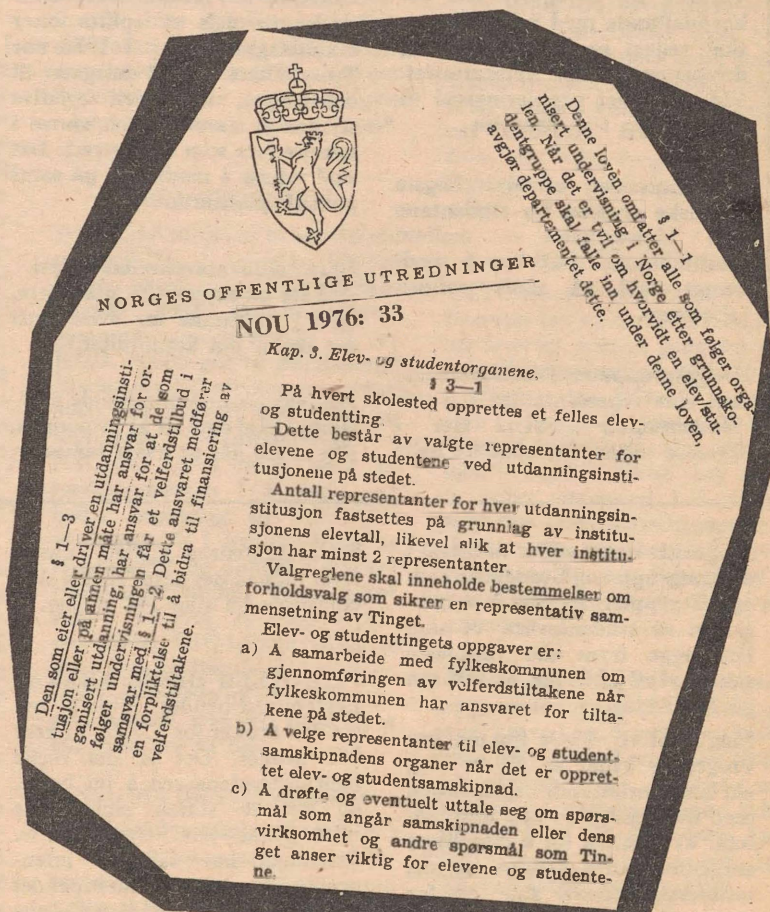 NORGES OFFENTLIGE UTREDNINGER
NOU 1976: 33
Kap. 3. Elev- og studentorganene.
§ 3—1
På hvert skolested opprettes et felles elev-
og studentting.
Dette består av valgte representanter for
elevene og studentene ved utdanningsinsti-
tusjonene på stedet.
Antall representanter for hver utdanningsin-
stitusjon fastsettes på grunnlag av institu-
sjonens elevtall, likevel slik at hver institu-
sjon har minst 2 representanter.
Valgreglene skal inneholde bestemmelser om
forholdsvalg som sikrer en representativ sam-
mensetning av Tinget.
Elev- og studenttingets oppgaver er:
a) Å samarbeide med fylkeskommunen om
gjennomføringen av velferdstiltakene når
fylkeskommunen har ansvaret for tilta-
kene på stedet.
b) Å velge representanter til elev- og student-
samskipnadens organer når det er oppret-
tet elev- og studentsamskipnad.
c) Å drøfte og eventuelt uttale seg om spørs-
mål som angår samskipnaden eller dens
virksomhet og andre spørsmål som Tin-
get anser viktig for elevene og studente-
ne.
§ 1—1
Denne loven omfatter alle som følger orga-
nisert undervisning i Norge etter grunnsko-
len. Når det er tvil om hvorvidt en elev/stu-
dentgruppe skal falle inn under denne loven,
avgjør departementet dette.
§ 1—3
Den som eier eller driver en utdanningsinsti-
tusjon eller på annen måte har ansvar for or-
ganisert utdanning, har ansvar for at de som
følger undervisningen får et velferdstilbud i
samsvar med § 1—2. Dette ansvaret medfører
en forpliktelse til å bidra til finansiering av
velferdstiltakene.